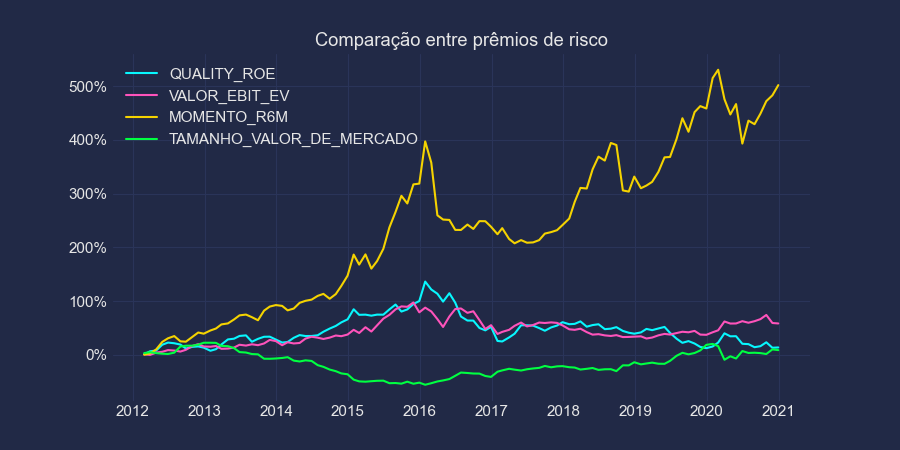 Comparação entre prêmios de risco
QUALITY_ROE
VALOR_EBIT_EV
MOMENTO_R6M
TAMANHO_VALOR_DE_MERCADO
500%
400%
300%
200%
100%
0%
2012 2013 2014 2015 2016 2017 2018 2019 2020 2021